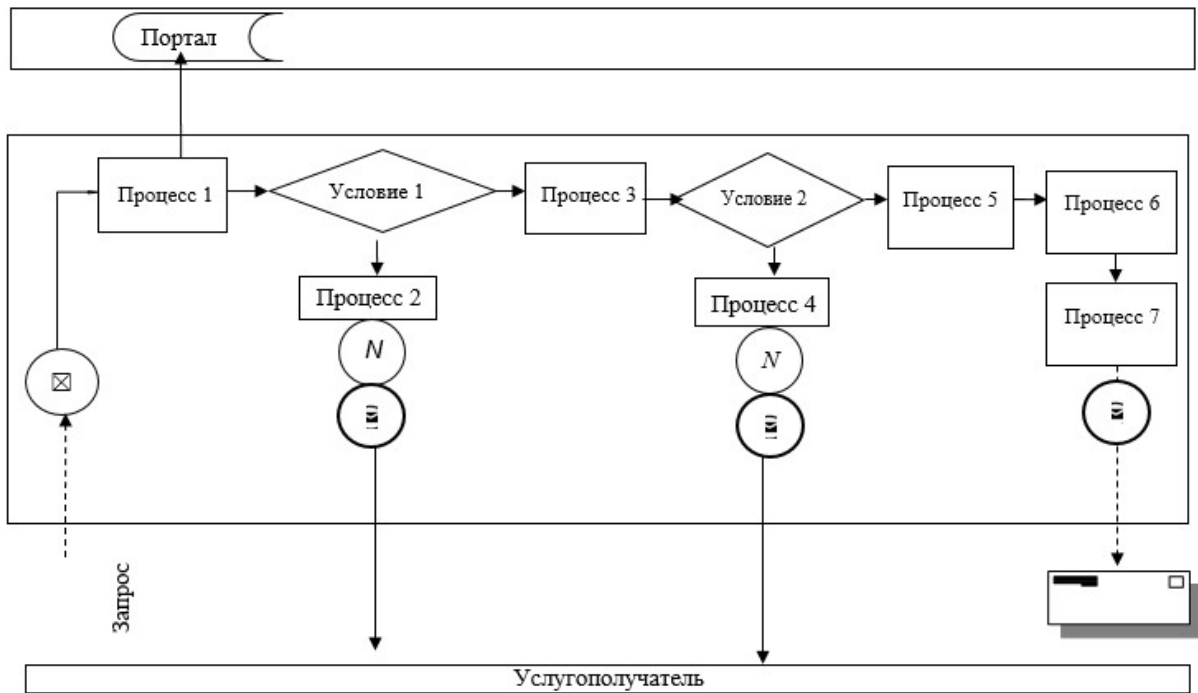 Портал
Процесс 1
Условие 1
Процесс 3
Условие 2
Процесс 5
Процесс 6
Процесс 2
Процесс 4
Процесс 7
N
N
Запрос
Услугополучатель